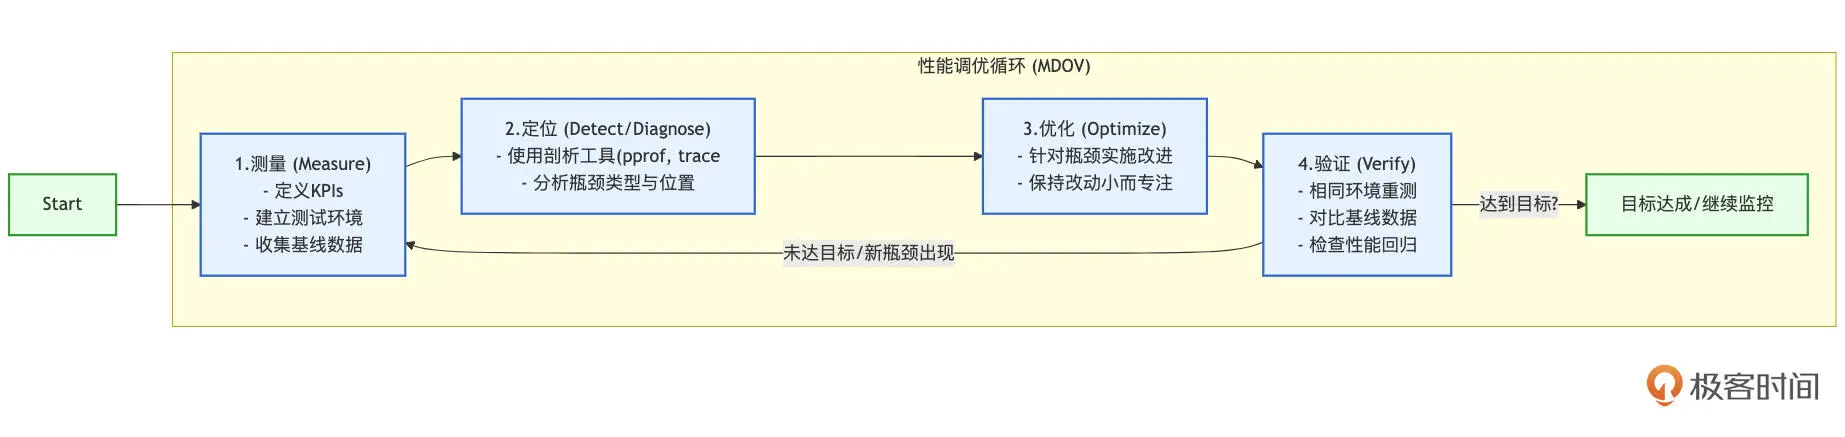 性能调优循环 (MDOV)
Start
1.测量 (Measure)
- 定义KPIs
- 建立测试环境
- 收集基线数据
2.定位 (Detect/Diagnose)
- 使用剖析工具(pprof, trace
- 分析瓶颈类型与位置
3.优化 (Optimize)
- 针对瓶颈实施改进
- 保持改动小而专注
4.验证 (Verify)
- 相同环境重测
- 对比基线数据
- 检查性能回归
达到目标?
目标达成/继续监控
未达目标/新瓶颈出现
极客时间